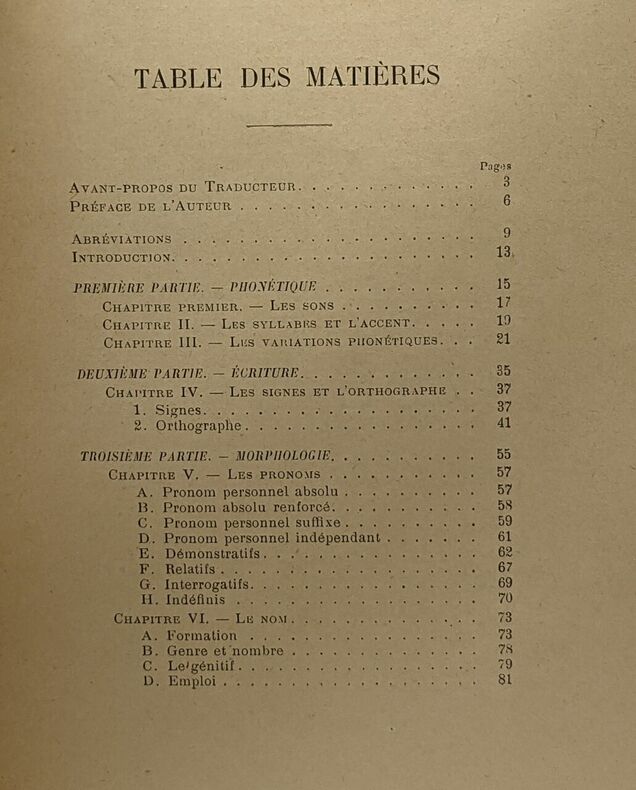 TABLE DES MATIÈRES
Pages
AVANT-PROPOS DU TRADUCTEUR. . . . . . . . . . . . 3
PRÉFACE DE L'AUTEUR . . . . . . . . . . . . . . . 6
ABRÉVIATIONS . . . . . . . . . . . . . . . . . 9
INTRODUCTION. . . . . . . . . . . . . . . . . . 13
PREMIÈRE PARTIE. — PHONÉTIQUE . . . . . . . . . . 15
CHAPITRE PREMIER. — LES SONS . . . . . . . . . . 17
CHAPITRE II. — LES SYLLABES ET L'ACCENT. . . . . 19
CHAPITRE III. — LES VARIATIONS PHONÉTIQUES. . . 21
DEUXIÈME PARTIE. — ÉCRITURE. . . . . . . . . . . . 35
CHAPITRE IV. — LES SIGNES ET L'ORTHOGRAPHE . . 37
1. Signes. . . . . . . . . . . . . . . . . . 37
2. Orthographe. . . . . . . . . . . . . . . 41
TROISIÈME PARTIE. — MORPHOLOGIE. . . . . . . . . . 55
CHAPITRE V. — LES PRONOMS . . . . . . . . . . . 57
A. Pronom personnel absolu . . . . . . . . . . 57
B. Pronom absolu renforcé. . . . . . . . . . . 58
C. Pronom personnel suffixe . . . . . . . . . . 59
D. Pronom personnel indépendant . . . . . . . 61
E. Démonstratifs. . . . . . . . . . . . . . . 62
F. Relatifs . . . . . . . . . . . . . . . . . 67
G. Interrogatifs. . . . . . . . . . . . . . . . 69
H. Indéfinis . . . . . . . . . . . . . . . . 70
CHAPITRE VI. — LE NOM. . . . . . . . . . . . . 73
A. Formation . . . . . . . . . . . . . . . 73
B. Genre et nombre . . . . . . . . . . . . . 78
C. Le génitif. . . . . . . . . . . . . . . . 79
D. Emploi . . . . . . . . . . . . . . . . . 81